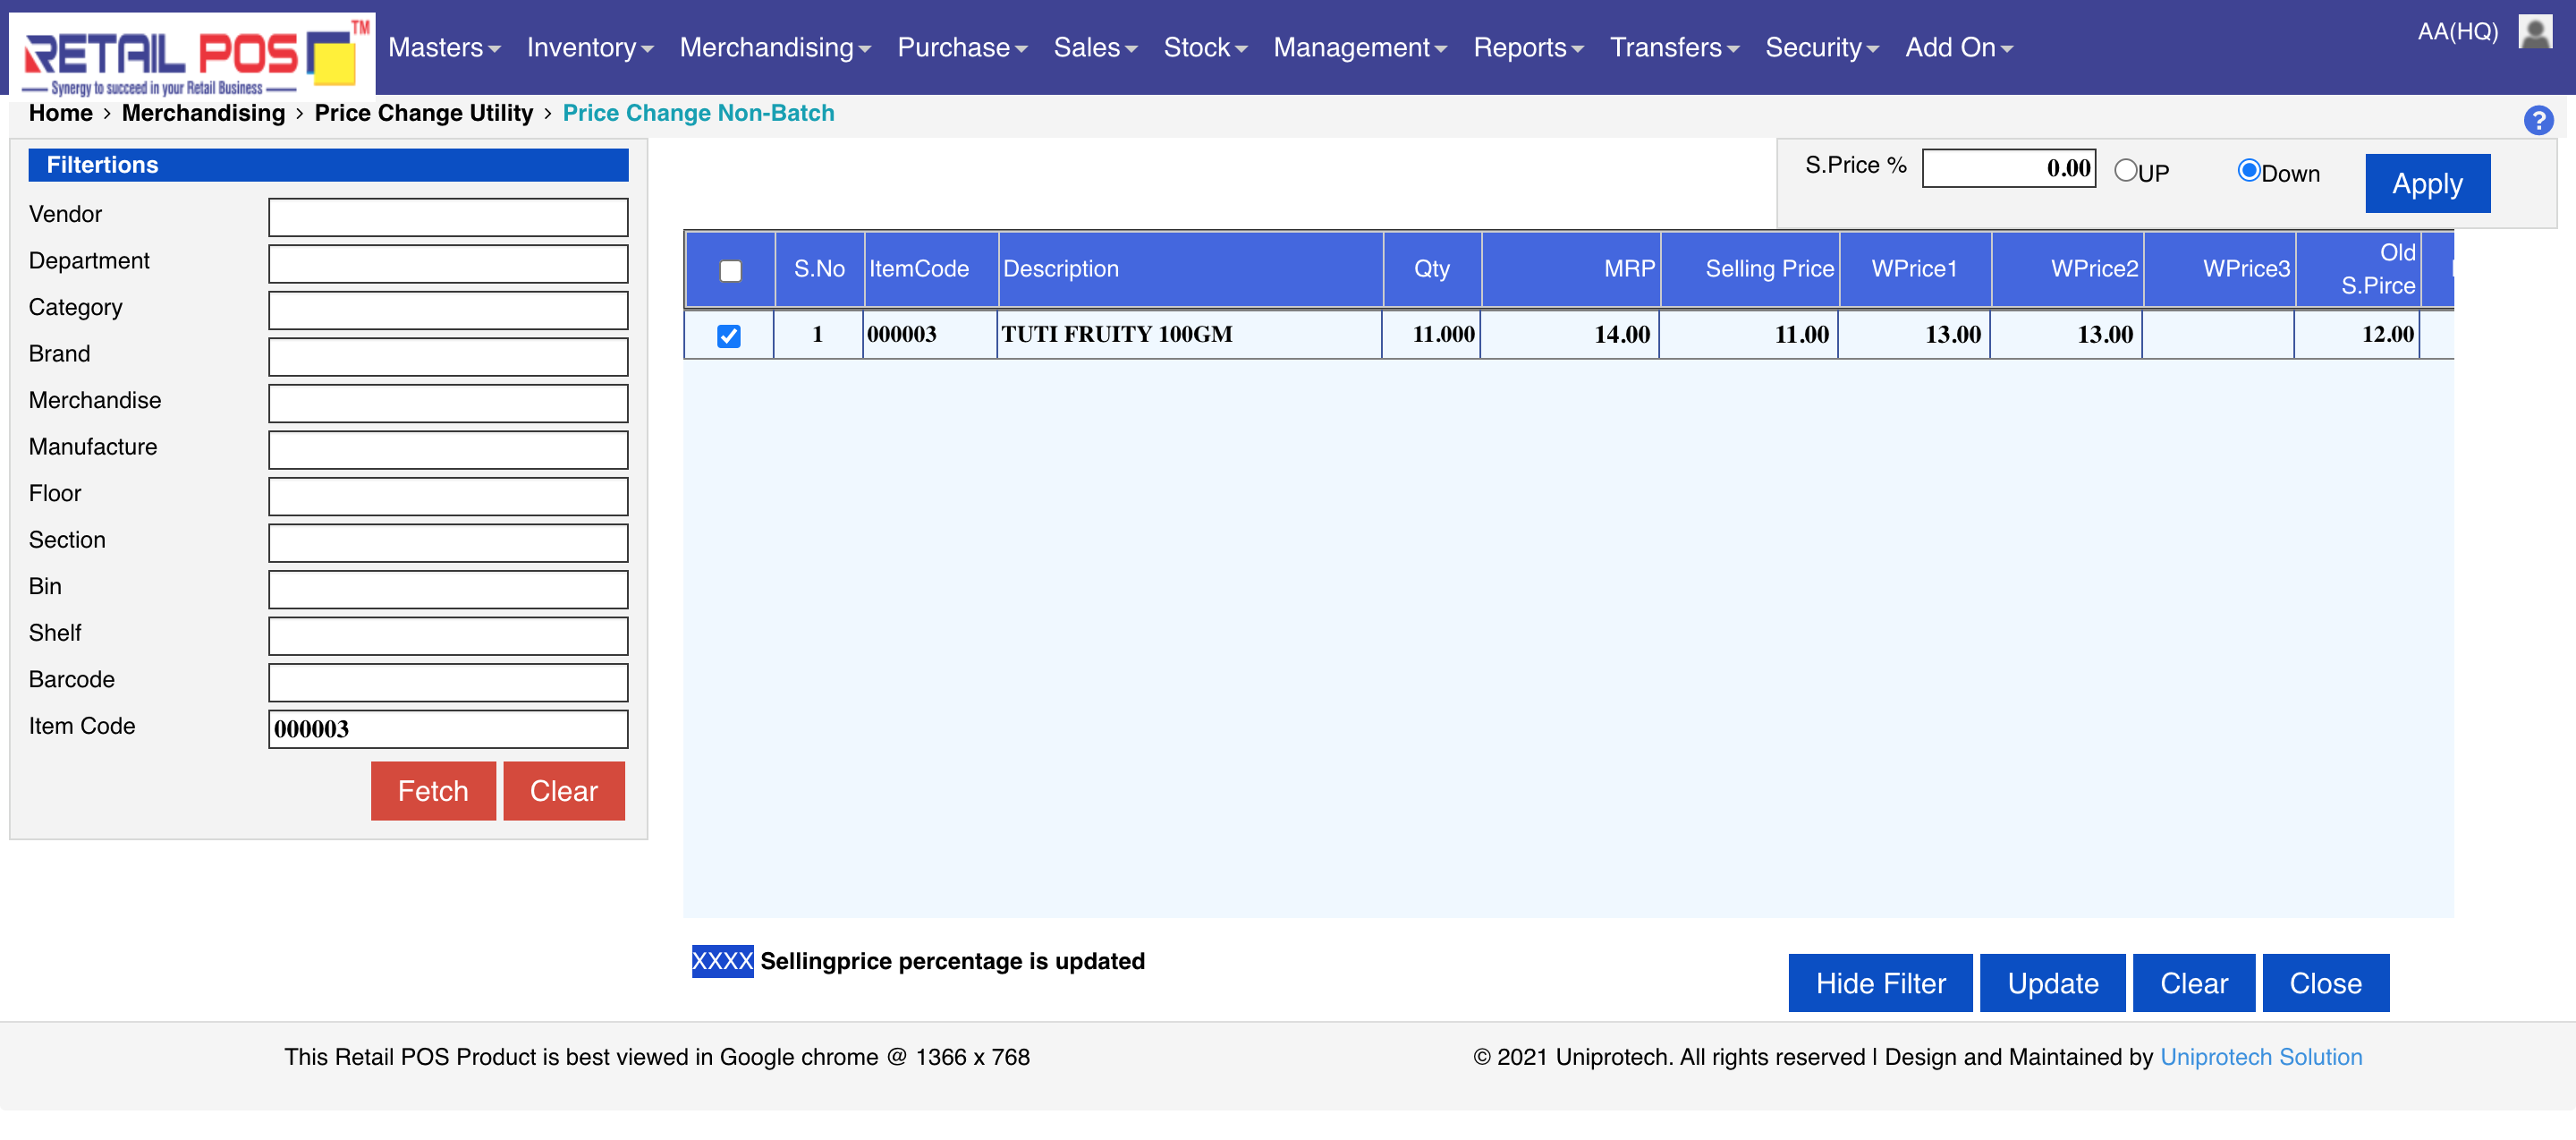 RETAIL POS TM
Synergy to succeed in your Retail Business
Masters Inventory Merchandising Purchase Sales Stock Management Reports Transfers Security Add On
AA(HQ)
Home > Merchandising > Price Change Utility > Price Change Non-Batch
?
Filtertions
Vendor
Department
Category
Brand
Merchandise
Manufacture
Floor
Section
Bin
Shelf
Barcode
Item Code 000003
Fetch Clear
S.Price % 0.00 UP Down Apply
S.No ItemCode Description Qty MRP Selling Price WPrice1 WPrice2 WPrice3 Old
S.Pirce
1 000003 TUTI FRUITY 100GM 11.000 14.00 11.00 13.00 13.00 12.00
XXXX Sellingprice percentage is updated
Hide Filter Update Clear Close
This Retail POS Product is best viewed in Google chrome @ 1366 x 768
© 2021 Uniprotech. All rights reserved | Design and Maintained by Uniprotech Solution